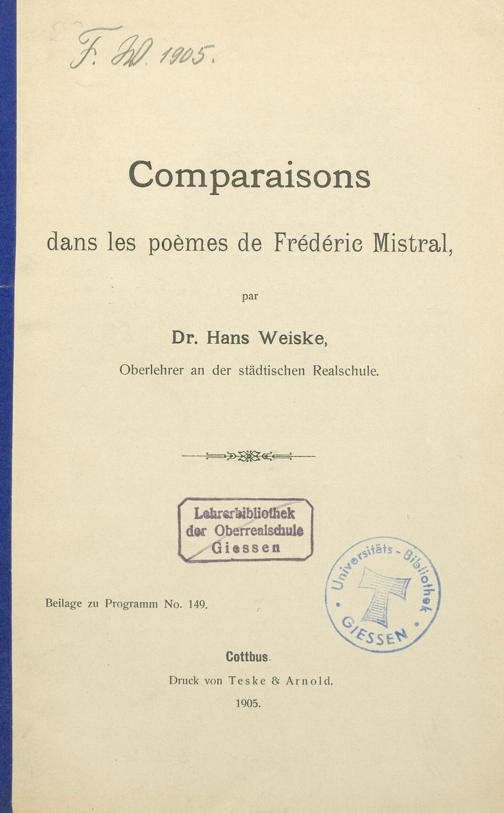 1905.
Comparaisons
dans les poèmes de Frédéric Mistral,
par
Dr. Hans Weiske,
Oberlehrer an der städtischen Realschule.
Lehrerbibliothek
der Oberrealschule
Giessen
Universitäts-Bibliothek
GIESSEN
Beilage zu Programm No. 149.
Cottbus.
Druck von Teske & Arnold.
1905.